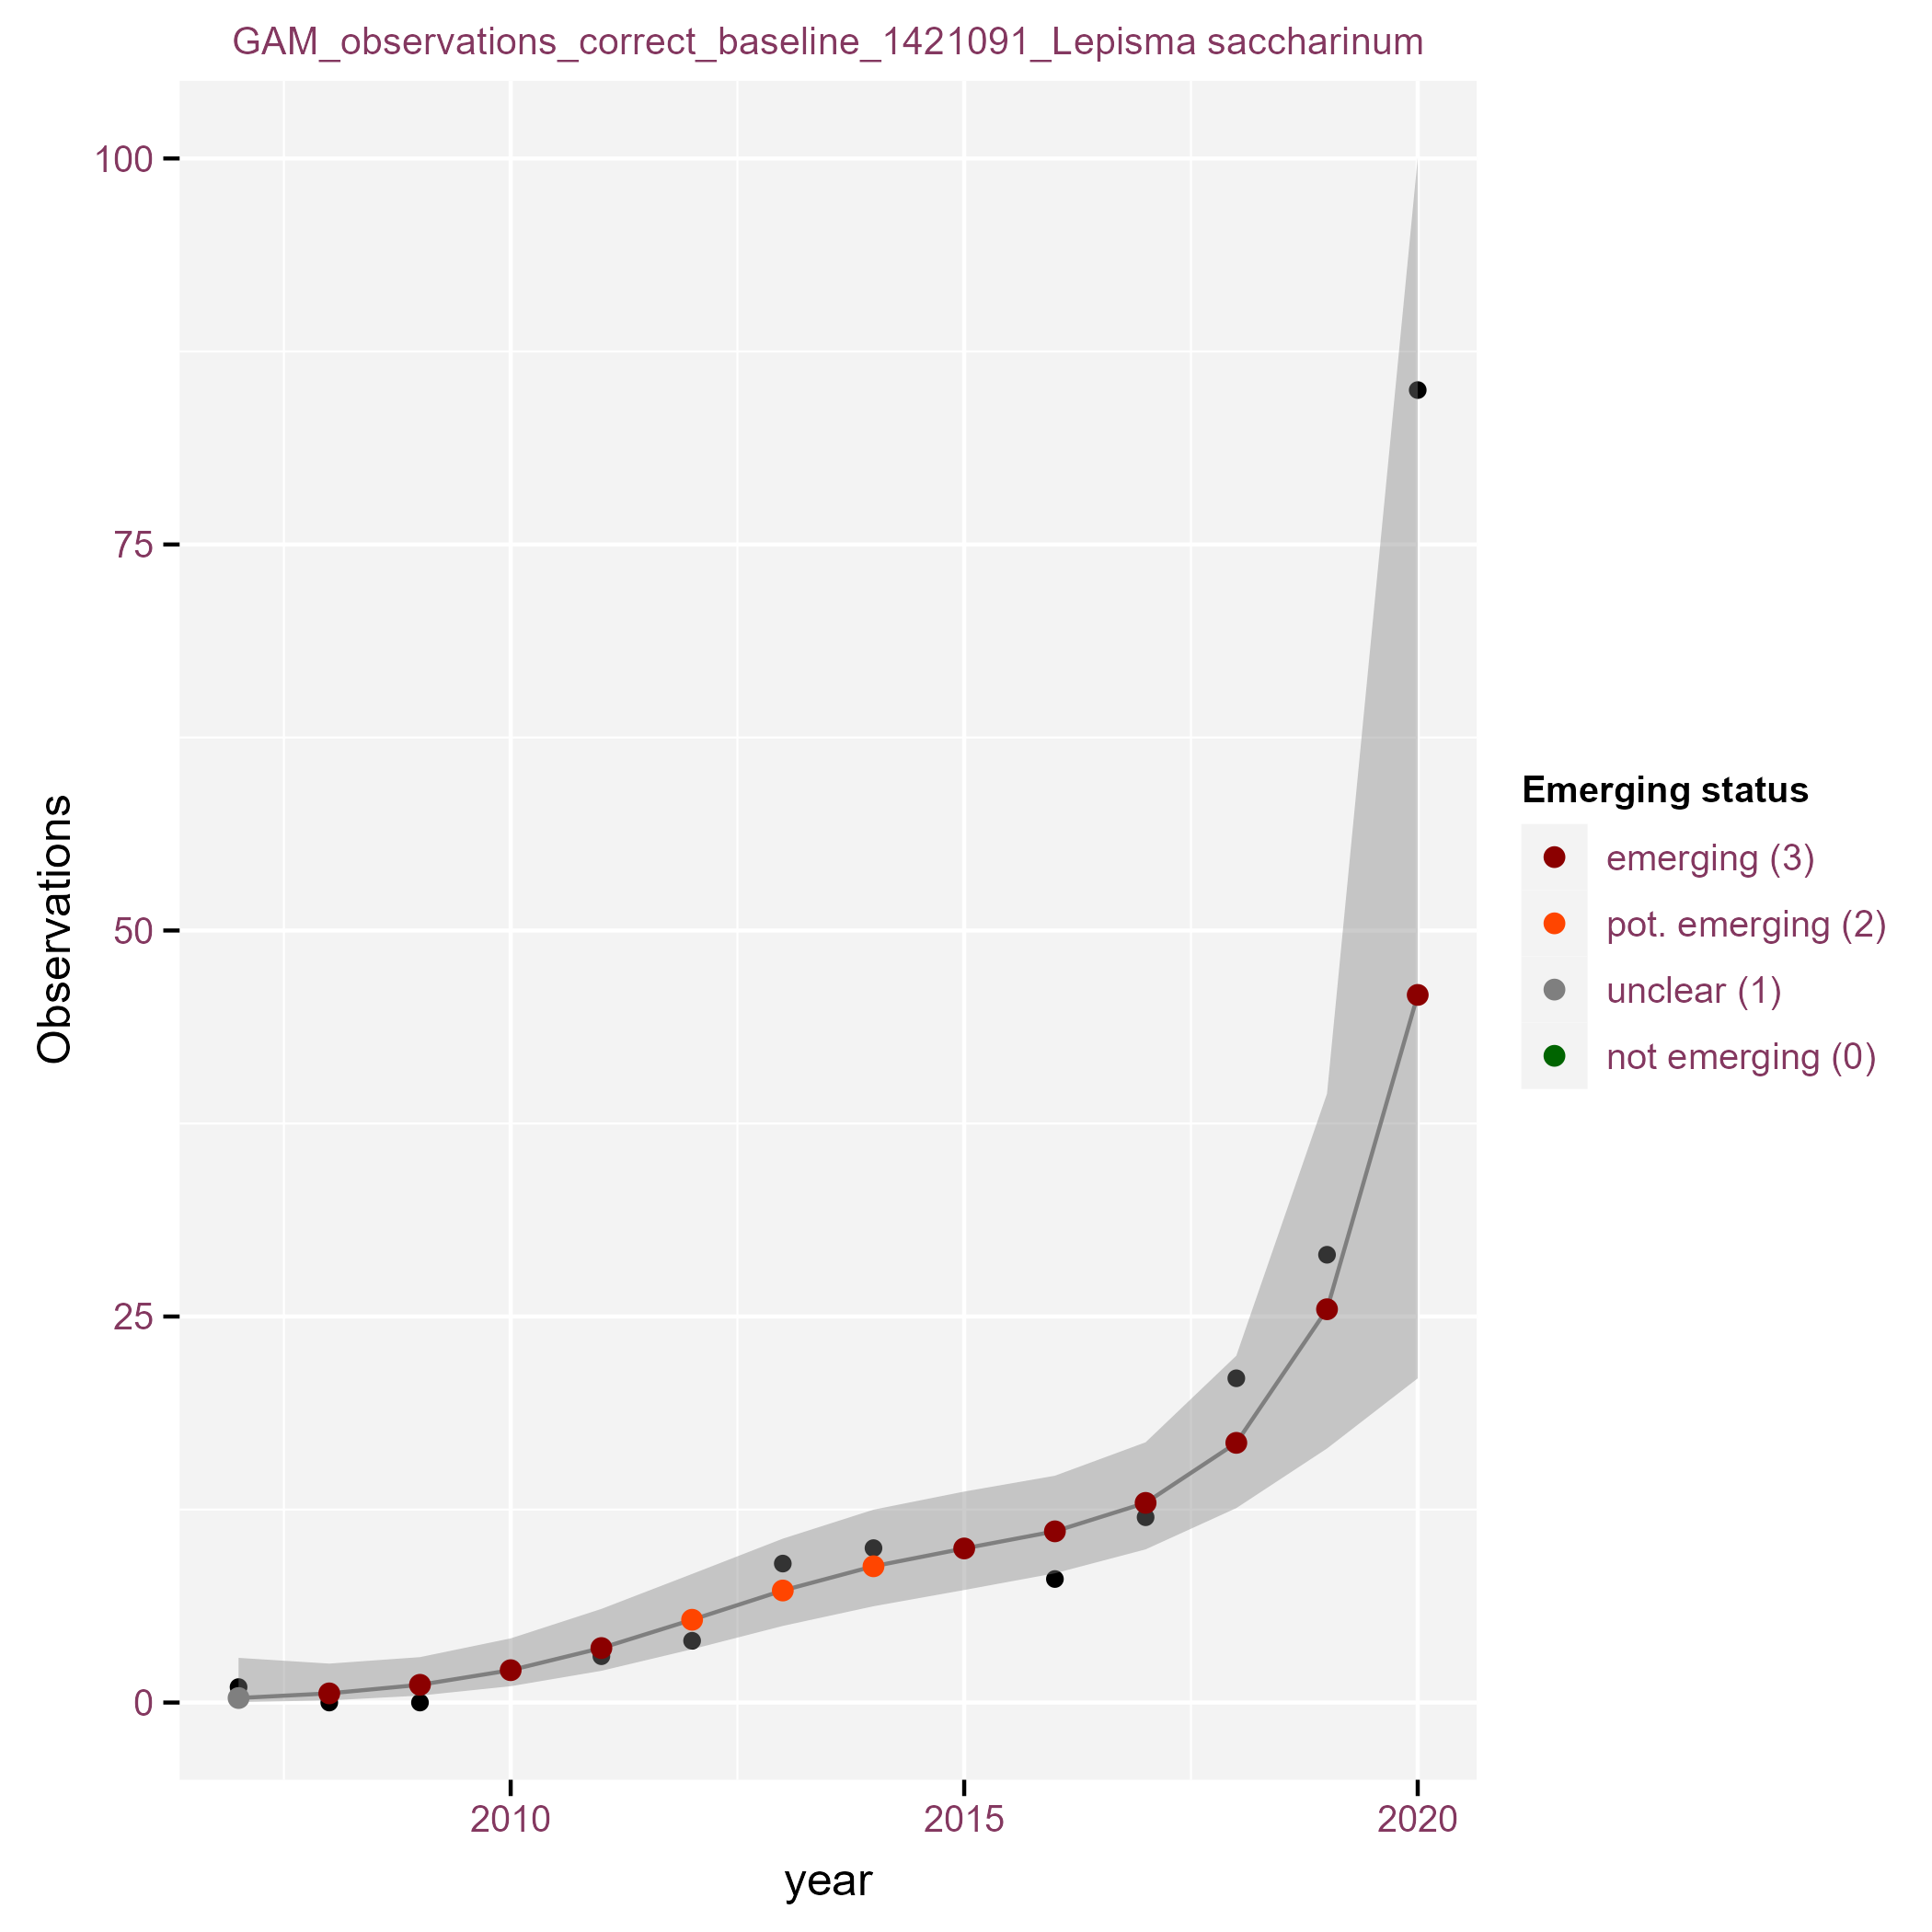 GAM_observations_correct_baseline_1421091_Lepisma saccharinum
100
75
50
25
0
Observations
2010
2015
2020
year
Emerging status
emerging (3)
pot. emerging (2)
unclear (1)
not emerging (0)